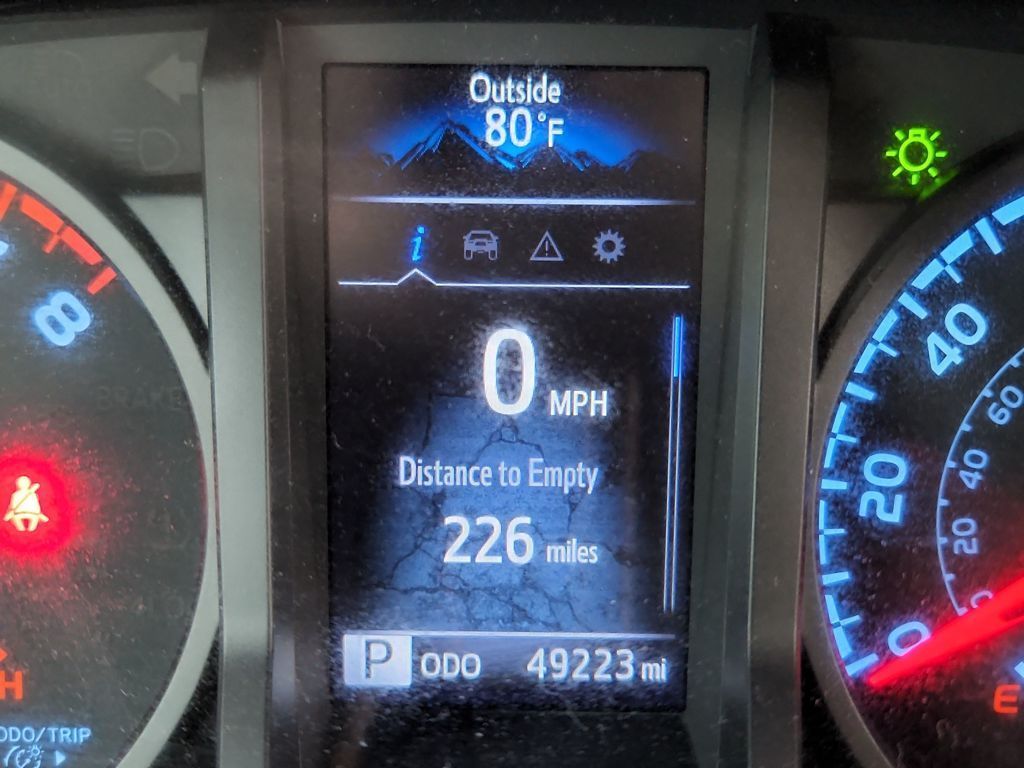 Outside
80°F
i
0 MPH
Distance to Empty
226 miles
P ODO 49223 mi
8
BRAKE
H
ODO/TRIP
40
20
0
60
40
20
0
E